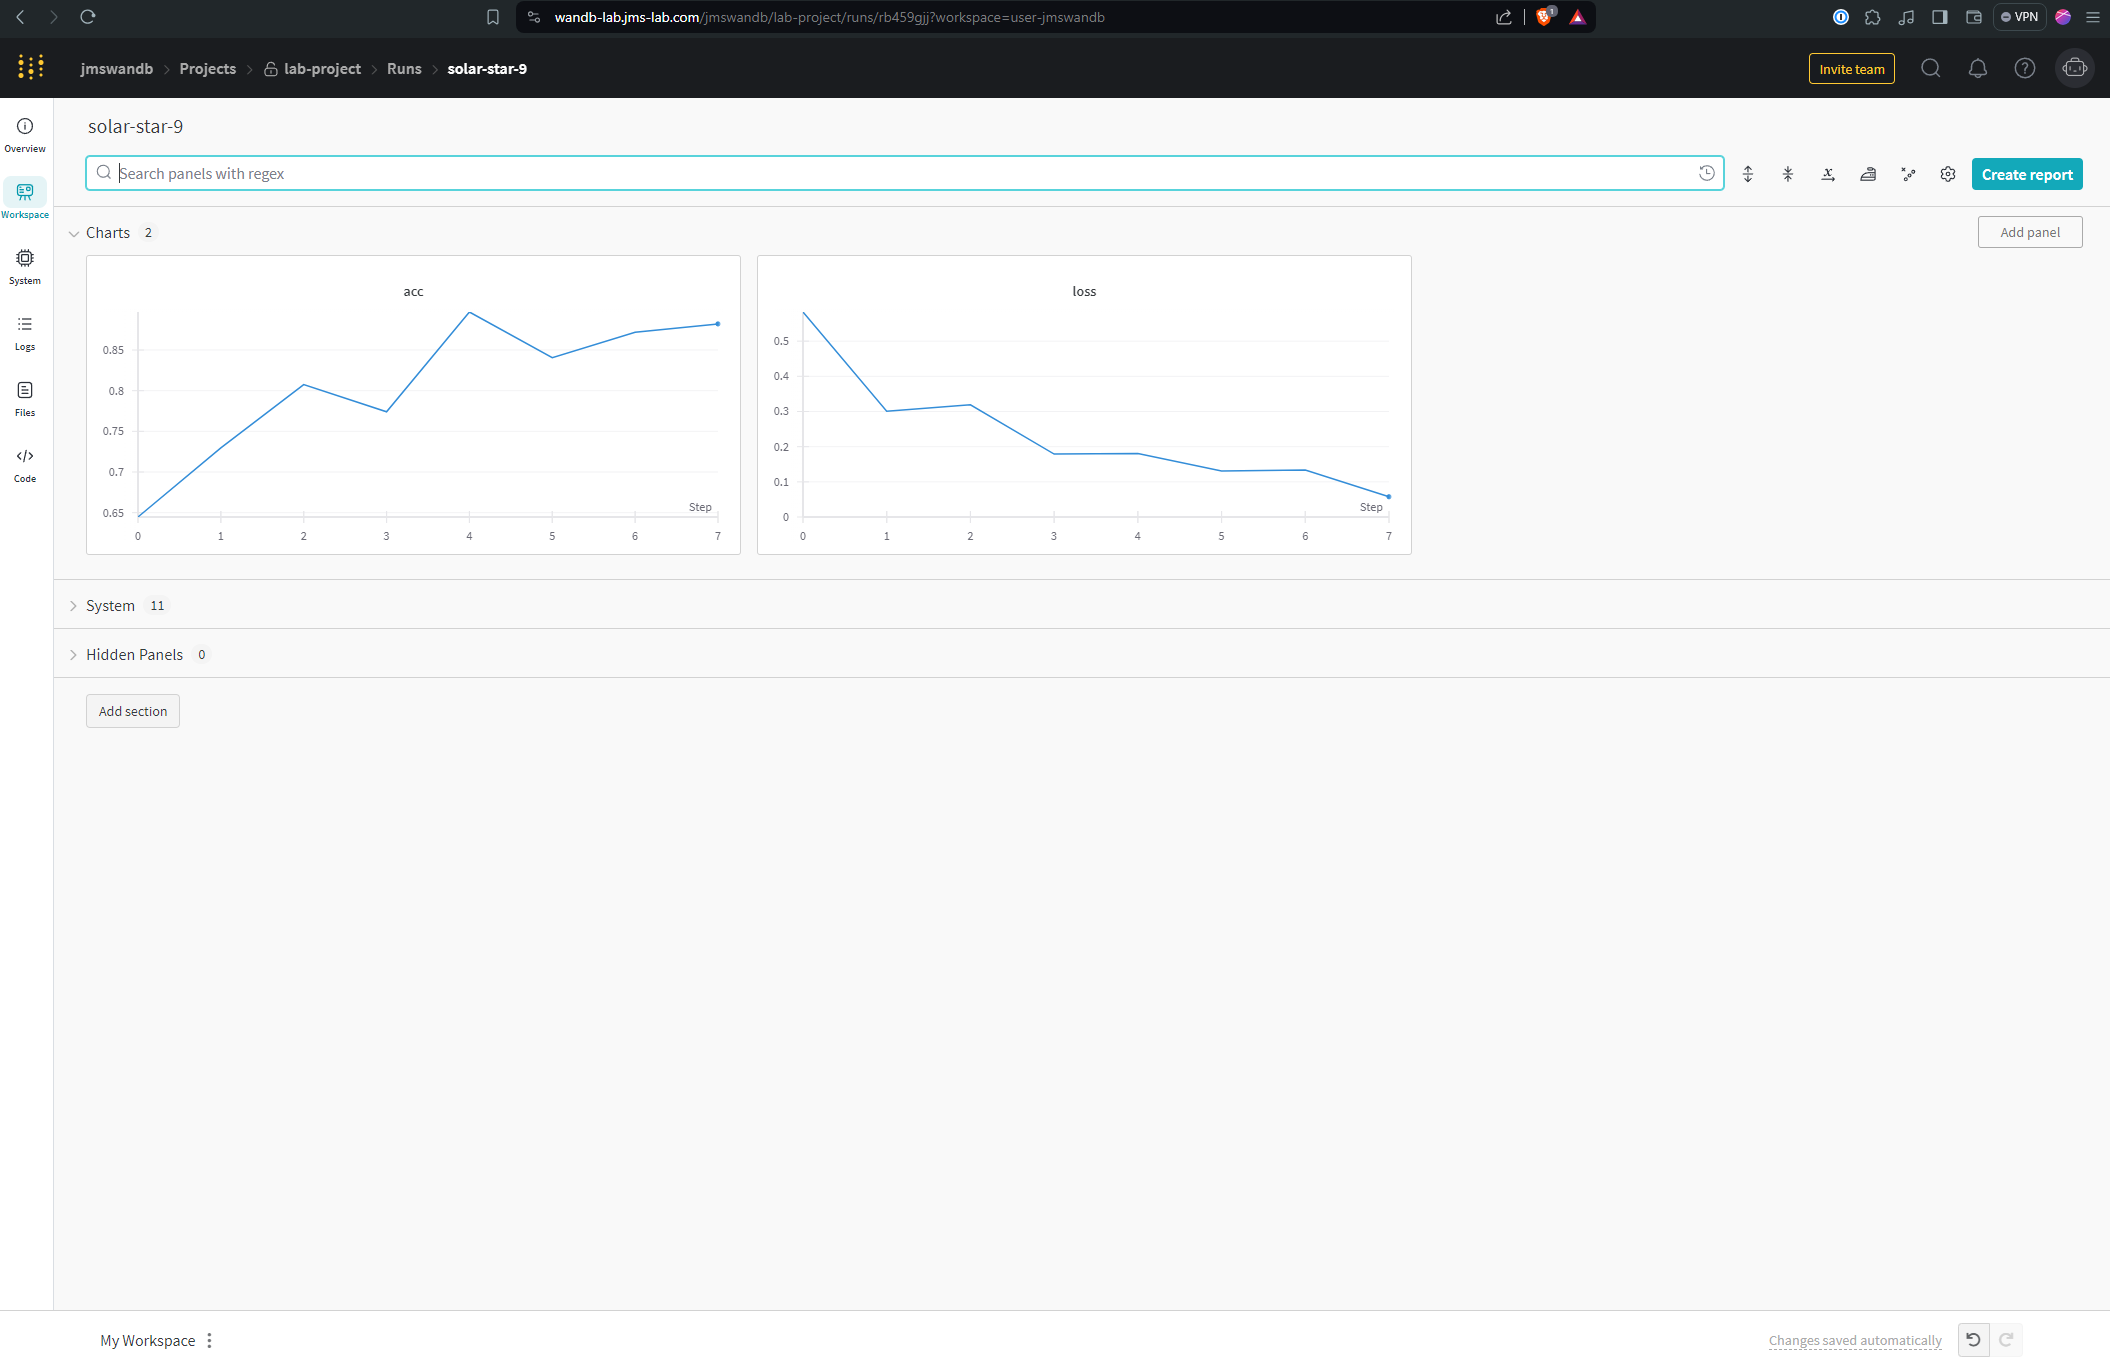 wandb-lab.jms-lab.com/jmswandb/lab-project/runs/rb459gjj?workspace=user-jmswandb
1
VPN
jmswandb > Projects > lab-project > Runs > solar-star-9
Invite team
Overview
Workspace
System
Logs
Files
Code
solar-star-9
Search panels with regex
Create report
Charts 2
Add panel
acc
0.85
0.8
0.75
0.7
0.65
Step
0 1 2 3 4 5 6 7
loss
0.5
0.4
0.3
0.2
0.1
0
Step
0 1 2 3 4 5 6 7
System 11
Hidden Panels 0
Add section
My Workspace
Changes saved automatically